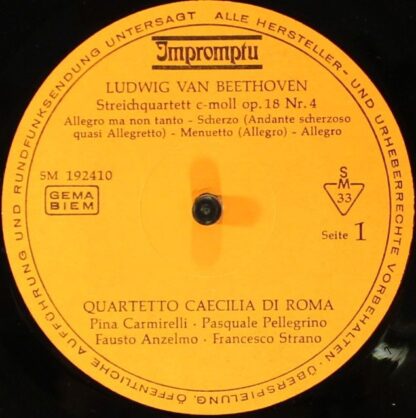 Impromptu
LUDWIG VAN BEETHOVEN
Streichquartett c-moll op. 18 Nr. 4
Allegro ma non tanto - Scherzo (Andante scherzoso
quasi Allegretto) - Menuetto (Allegro) - Allegro
SM 192410
GEMA
BIEM
S
M
33
Seite 1
QUARTETTO CAECILIA DI ROMA
Pina Carmirelli · Pasquale Pellegrino
Fausto Anzelmo · Francesco Strano
ALLE HERSTELLER- UND URHEBERRECHTE VORBEHALTEN · ÜBERSPIELUNG, ÖFFENTLICHE AUFFÜHRUNG UND RUNDFUNKSENDUNG UNTERSAGT